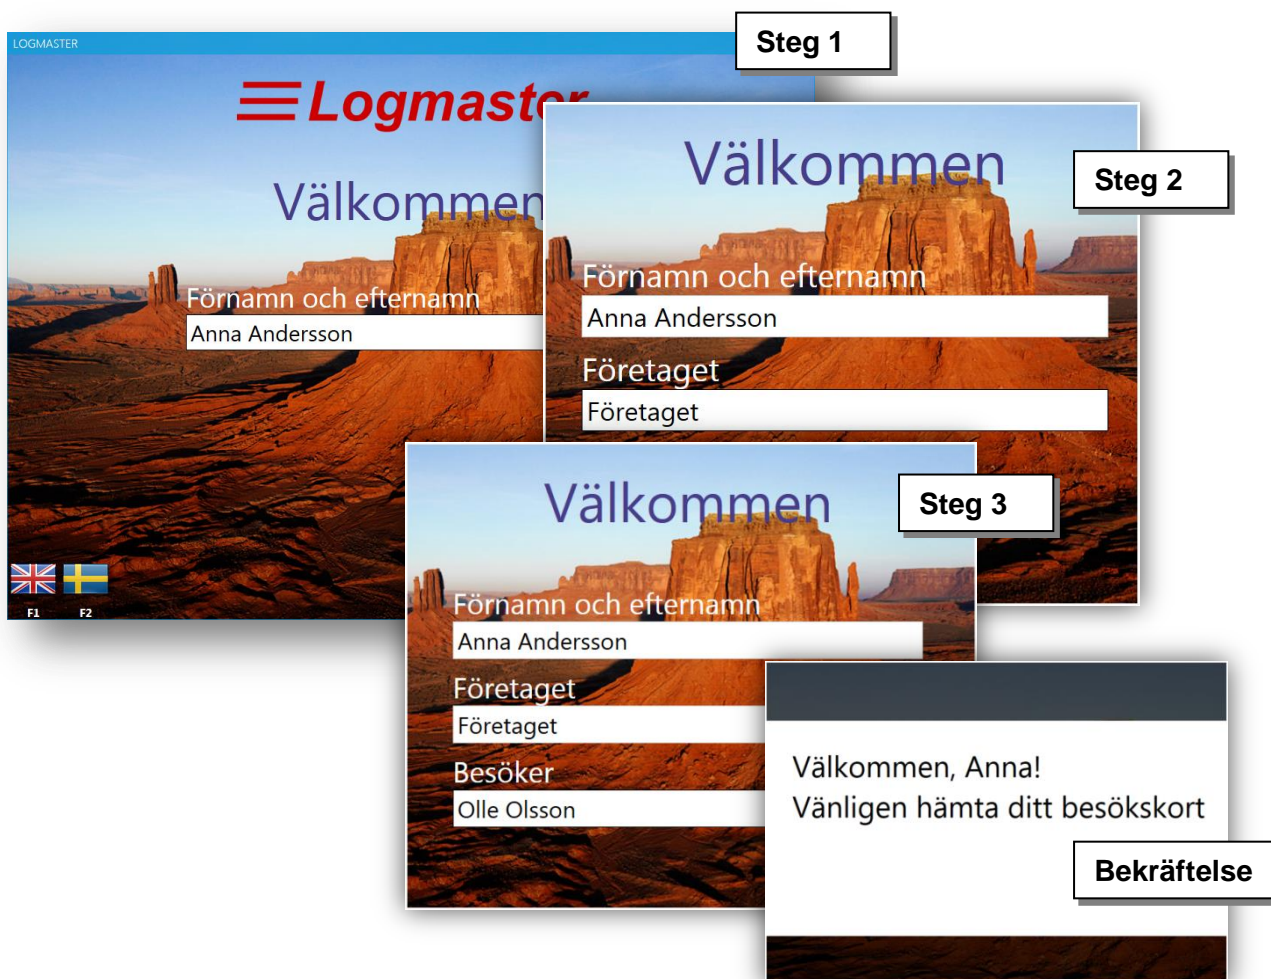 LOGMASTER
Steg 1
Logmaster
Välkommen
Förnamn och efternamn
Anna Andersson
F1 F2
Steg 2
Välkommen
Förnamn och efternamn
Anna Andersson
Företaget
Företaget
Steg 3
Välkommen
Förnamn och efternamn
Anna Andersson
Företaget
Företaget
Besöker
Olle Olsson
Välkommen, Anna!
Vänligen hämta ditt besökskort
Bekräftelse